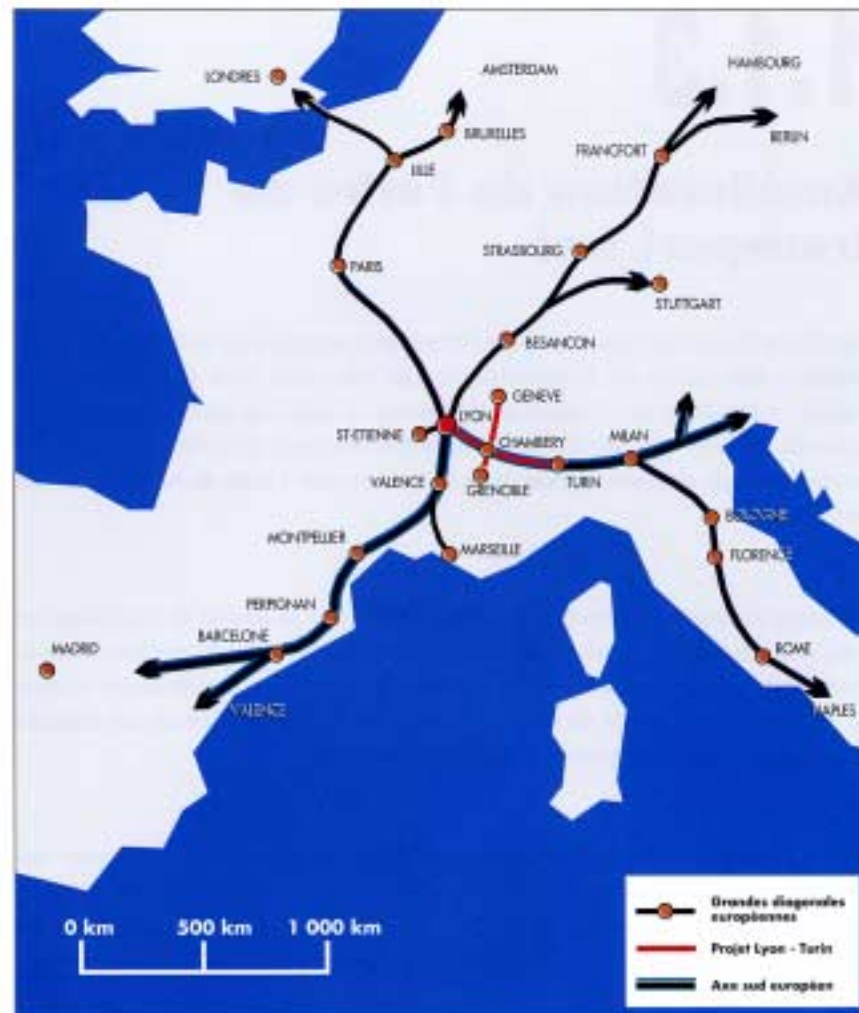 LONDRES
AMSTERDAM
HAMBOURG
BRUXELLES
BERLIN
LILLE
FRANCFORT
STRASBOURG
PARIS
STUTTGART
BESANCON
GENEVE
LYON
ST-ETIENNE
CHAMBERY
MILAN
VALENCE
GRENOBLE
TURIN
BOLOGNE
MONTPELLIER
MARSEILLE
FLORENCE
PERPIGNAN
BARCELONE
MADRID
ROME
VALENCE
NAPLES
Grandes diagonales
européennes
0 km 500 km 1 000 km
Projet Lyon - Turin
Axe sud européen